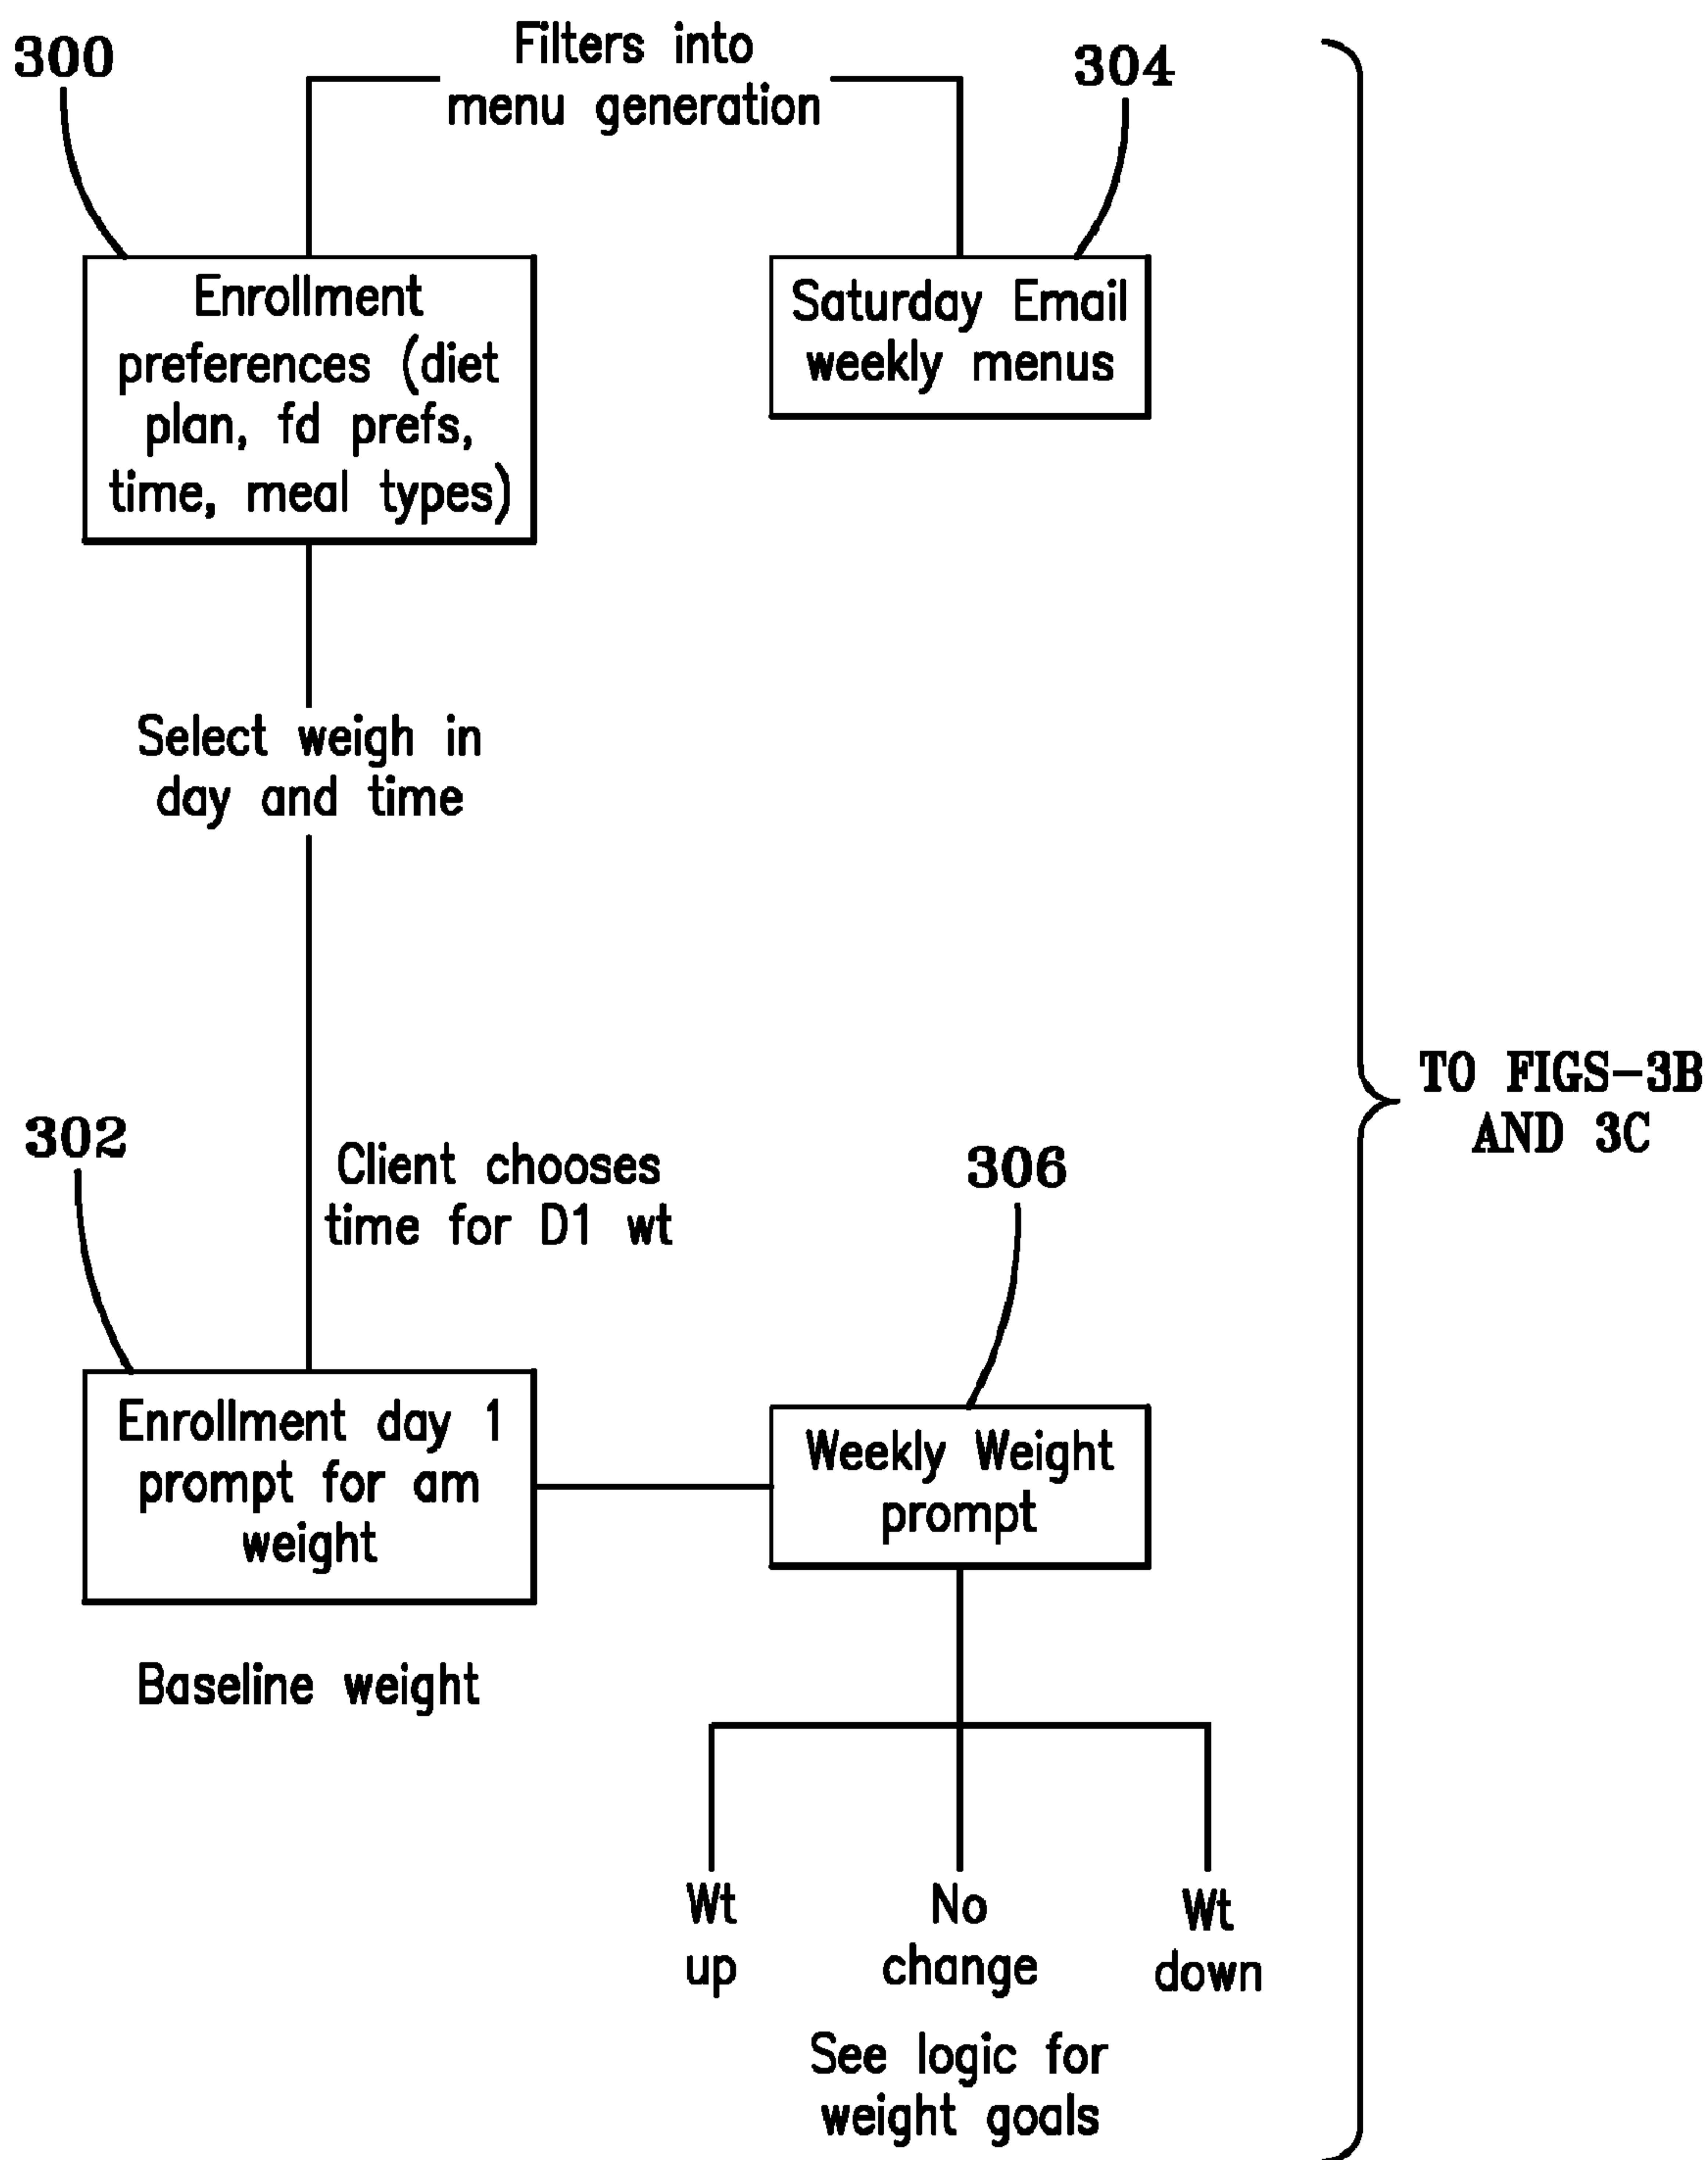 300
Filters into
menu generation
304
Enrollment
preferences (diet
plan, fd prefs,
time, meal types)
Saturday Email
weekly menus
Select weigh in
day and time
TO FIGS-3B
AND 3C
302
Client chooses
time for D1 wt
306
Enrollment day 1
prompt for am
weight
Weekly Weight
prompt
Baseline weight
Wt
up
No
change
Wt
down
See logic for
weight goals